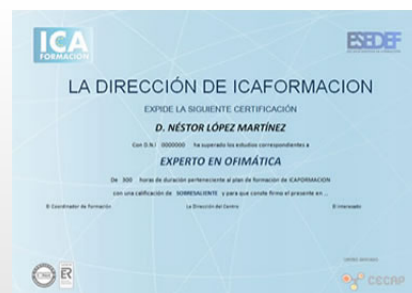 ICA
FORMACIÓN
ESEDEF
LA DIRECCIÓN DE ICAFORMACION
EXPIDE LA SIGUIENTE CERTIFICACIÓN
D. NÉSTOR LÓPEZ MARTÍNEZ
Con D.N.I 0000000 ha superado los estudios correspondientes a
EXPERTO EN OFIMÁTICA
De 300 horas de duración perteneciente al plan de formación de ICAFORMACION
con una calificación de SOBRESALIENTE y para que conste firmo el presente en ...
El Coordinador de Formación La Dirección del Centro El interesado
ER
CECAP